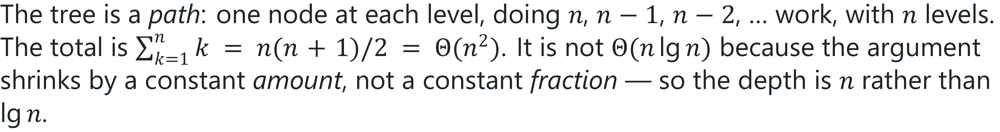 The tree is a path: one node at each level, doing n, n − 1, n − 2, … work, with n levels.
The total is ∑ₖ₌₁ⁿ k = n(n + 1)/2 = Θ(n²). It is not Θ(n lg n) because the argument
shrinks by a constant amount, not a constant fraction — so the depth is n rather than
lg n.